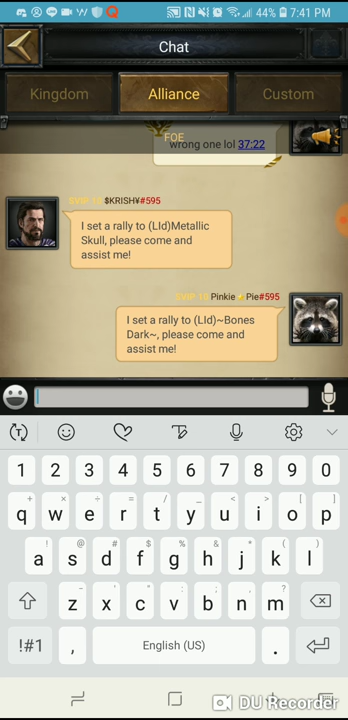 44% 7:41 PM
Chat
Kingdom Alliance Custom
FOE
wrong one lol 37:22
$KRISH¥#595
I set a rally to (LId)Metallic
Skull, please come and
assist me!
Pinkie Pie#595
I set a rally to (LId)~Bones
Dark~, please come and
assist me!
1 2 3 4 5 6 7 8 9 0
q w e r t y u i o p
a s d f g h j k l
z x c v b n m
!#1 , English (US) .
DU Recorder